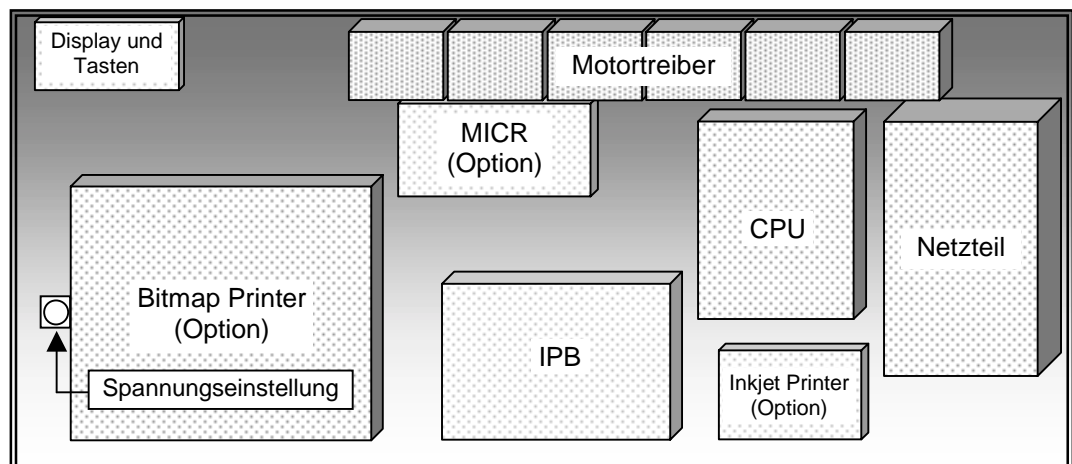 Display und
Tasten
Motortreiber
MICR
(Option)
CPU
Netzteil
Bitmap Printer
(Option)
Spannungseinstellung
IPB
Inkjet Printer
(Option)